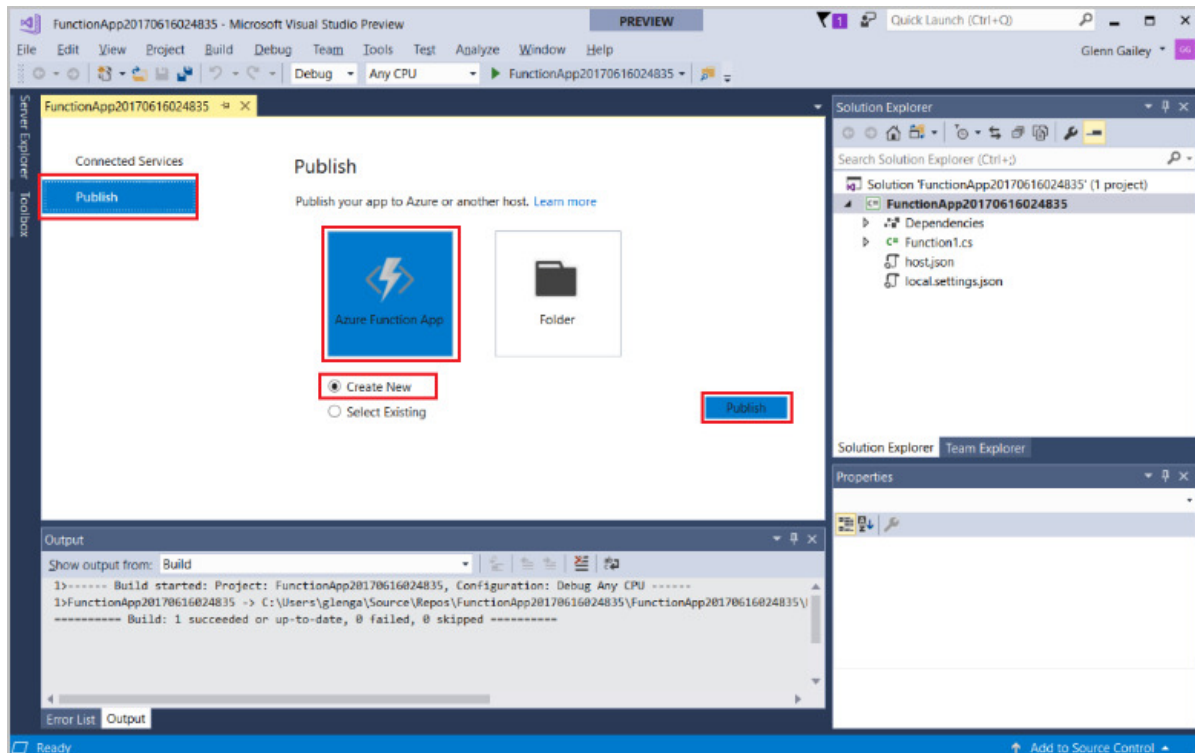 FunctionApp20170616024835 - Microsoft Visual Studio Preview
PREVIEW
1
Quick Launch (Ctrl+Q)
File Edit View Project Build Debug Team Tools Test Analyze Window Help
Glenn Gailey
GG
Debug Any CPU FunctionApp20170616024835
Server Explorer
Toolbox
FunctionApp20170616024835
Connected Services
Publish
Publish
Publish your app to Azure or another host. Learn more
Azure Function App
Folder
Create New
Select Existing
Publish
Solution Explorer
Search Solution Explorer (Ctrl+;)
Solution 'FunctionApp20170616024835' (1 project)
C# FunctionApp20170616024835
Dependencies
C# Function1.cs
host.json
local.settings.json
Solution Explorer Team Explorer
Properties
Output
Show output from: Build
1>------ Build started: Project: FunctionApp20170616024835, Configuration: Debug Any CPU ------
1>FunctionApp20170616024835 -> C:\Users\glenga\Source\Repos\FunctionApp20170616024835\FunctionApp20170616024835\
========== Build: 1 succeeded or up-to-date, 0 failed, 0 skipped ==========
Error List Output
Ready
Add to Source Control